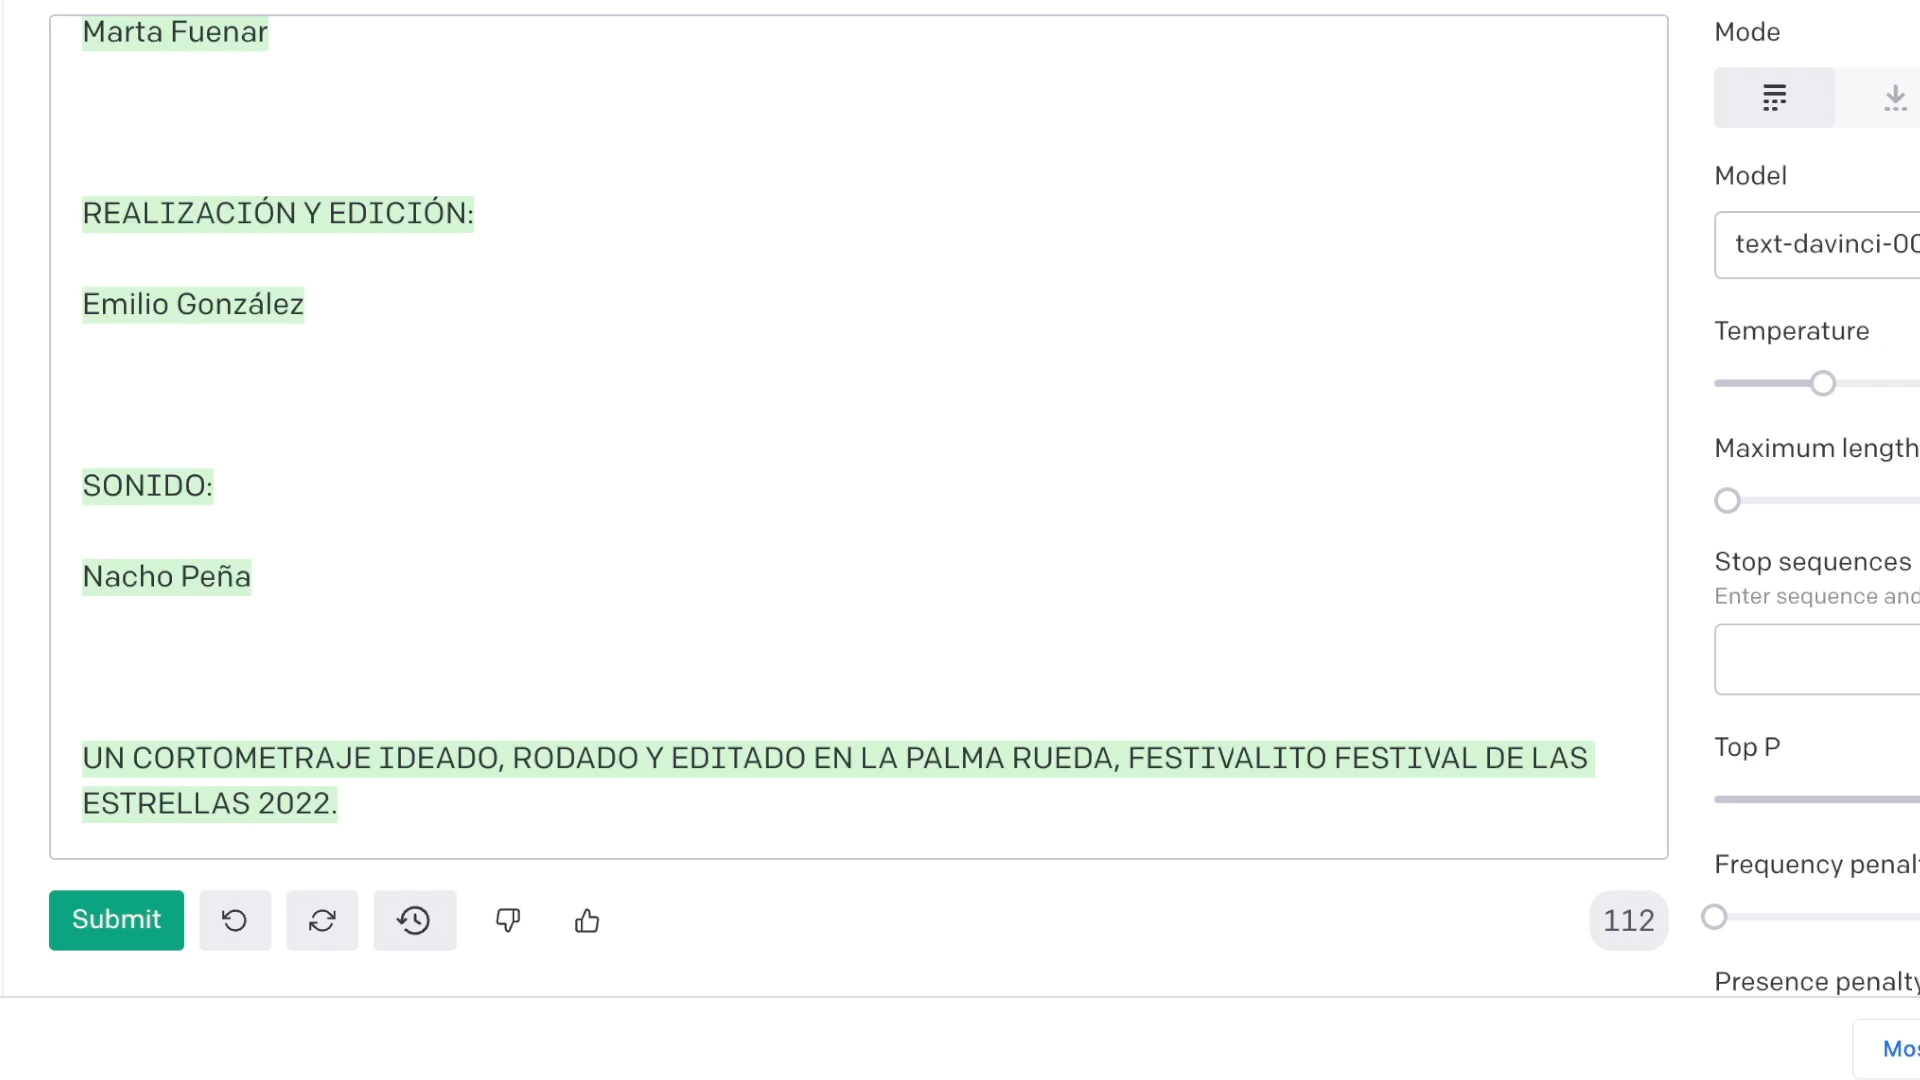 Marta Fuenar
Mode
REALIZACIÓN Y EDICIÓN:
Model
Emilio González
text-davinci-00
Temperature
Maximum length
SONIDO:
Nacho Peña
Stop sequences
Enter sequence and
UN CORTOMETRAJE IDEADO, RODADO Y EDITADO EN LA PALMA RUEDA, FESTIVALITO FESTIVAL DE LAS
ESTRELLAS 2022.
Top P
Frequency penalt
Submit
112
Presence penalty
Mos